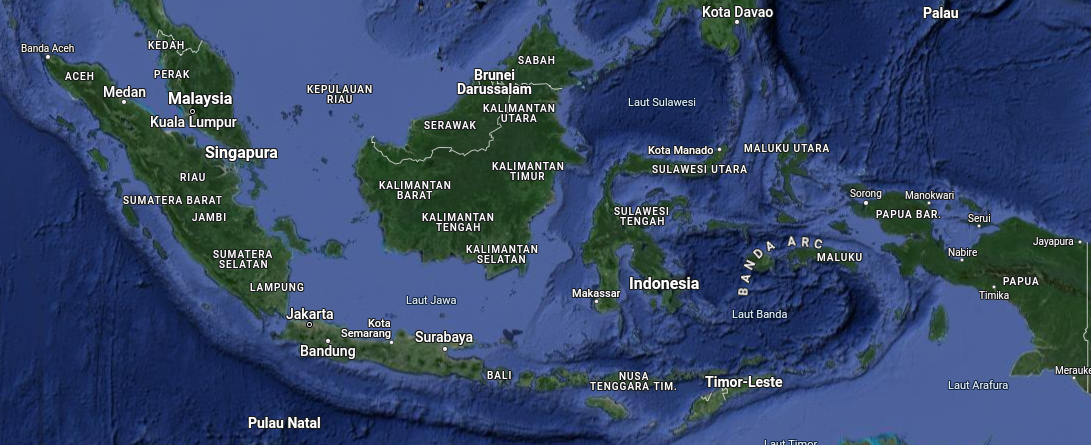 Kota Davao
Palau
KEDAH
Banda Aceh
ACEH
PERAK
SABAH
Brunei
Darussalam
Medan
Malaysia
KEPULAUAN
RIAU
Laut Sulawesi
KALIMANTAN
UTARA
Kuala Lumpur
SERAWAK
Singapura
Kota Manado
MALUKU UTARA
SULAWESI UTARA
RIAU
KALIMANTAN
TIMUR
KALIMANTAN
BARAT
SUMATERA BARAT
JAMBI
Sorong
Manokwari
PAPUA BAR.
Serui
SULAWESI
TENGAH
KALIMANTAN
TENGAH
Jayapura
BANDA ARC
MALUKU
Nabire
SUMATERA
SELATAN
KALIMANTAN
SELATAN
LAMPUNG
Indonesia
PAPUA
Makassar
Timika
Laut Jawa
Laut Banda
Jakarta
Kota
Semarang
Surabaya
Bandung
BALI
NUSA
TENGGARA TIM.
Timor-Leste
Merauke
Laut Arafura
Pulau Natal
Laut Timor